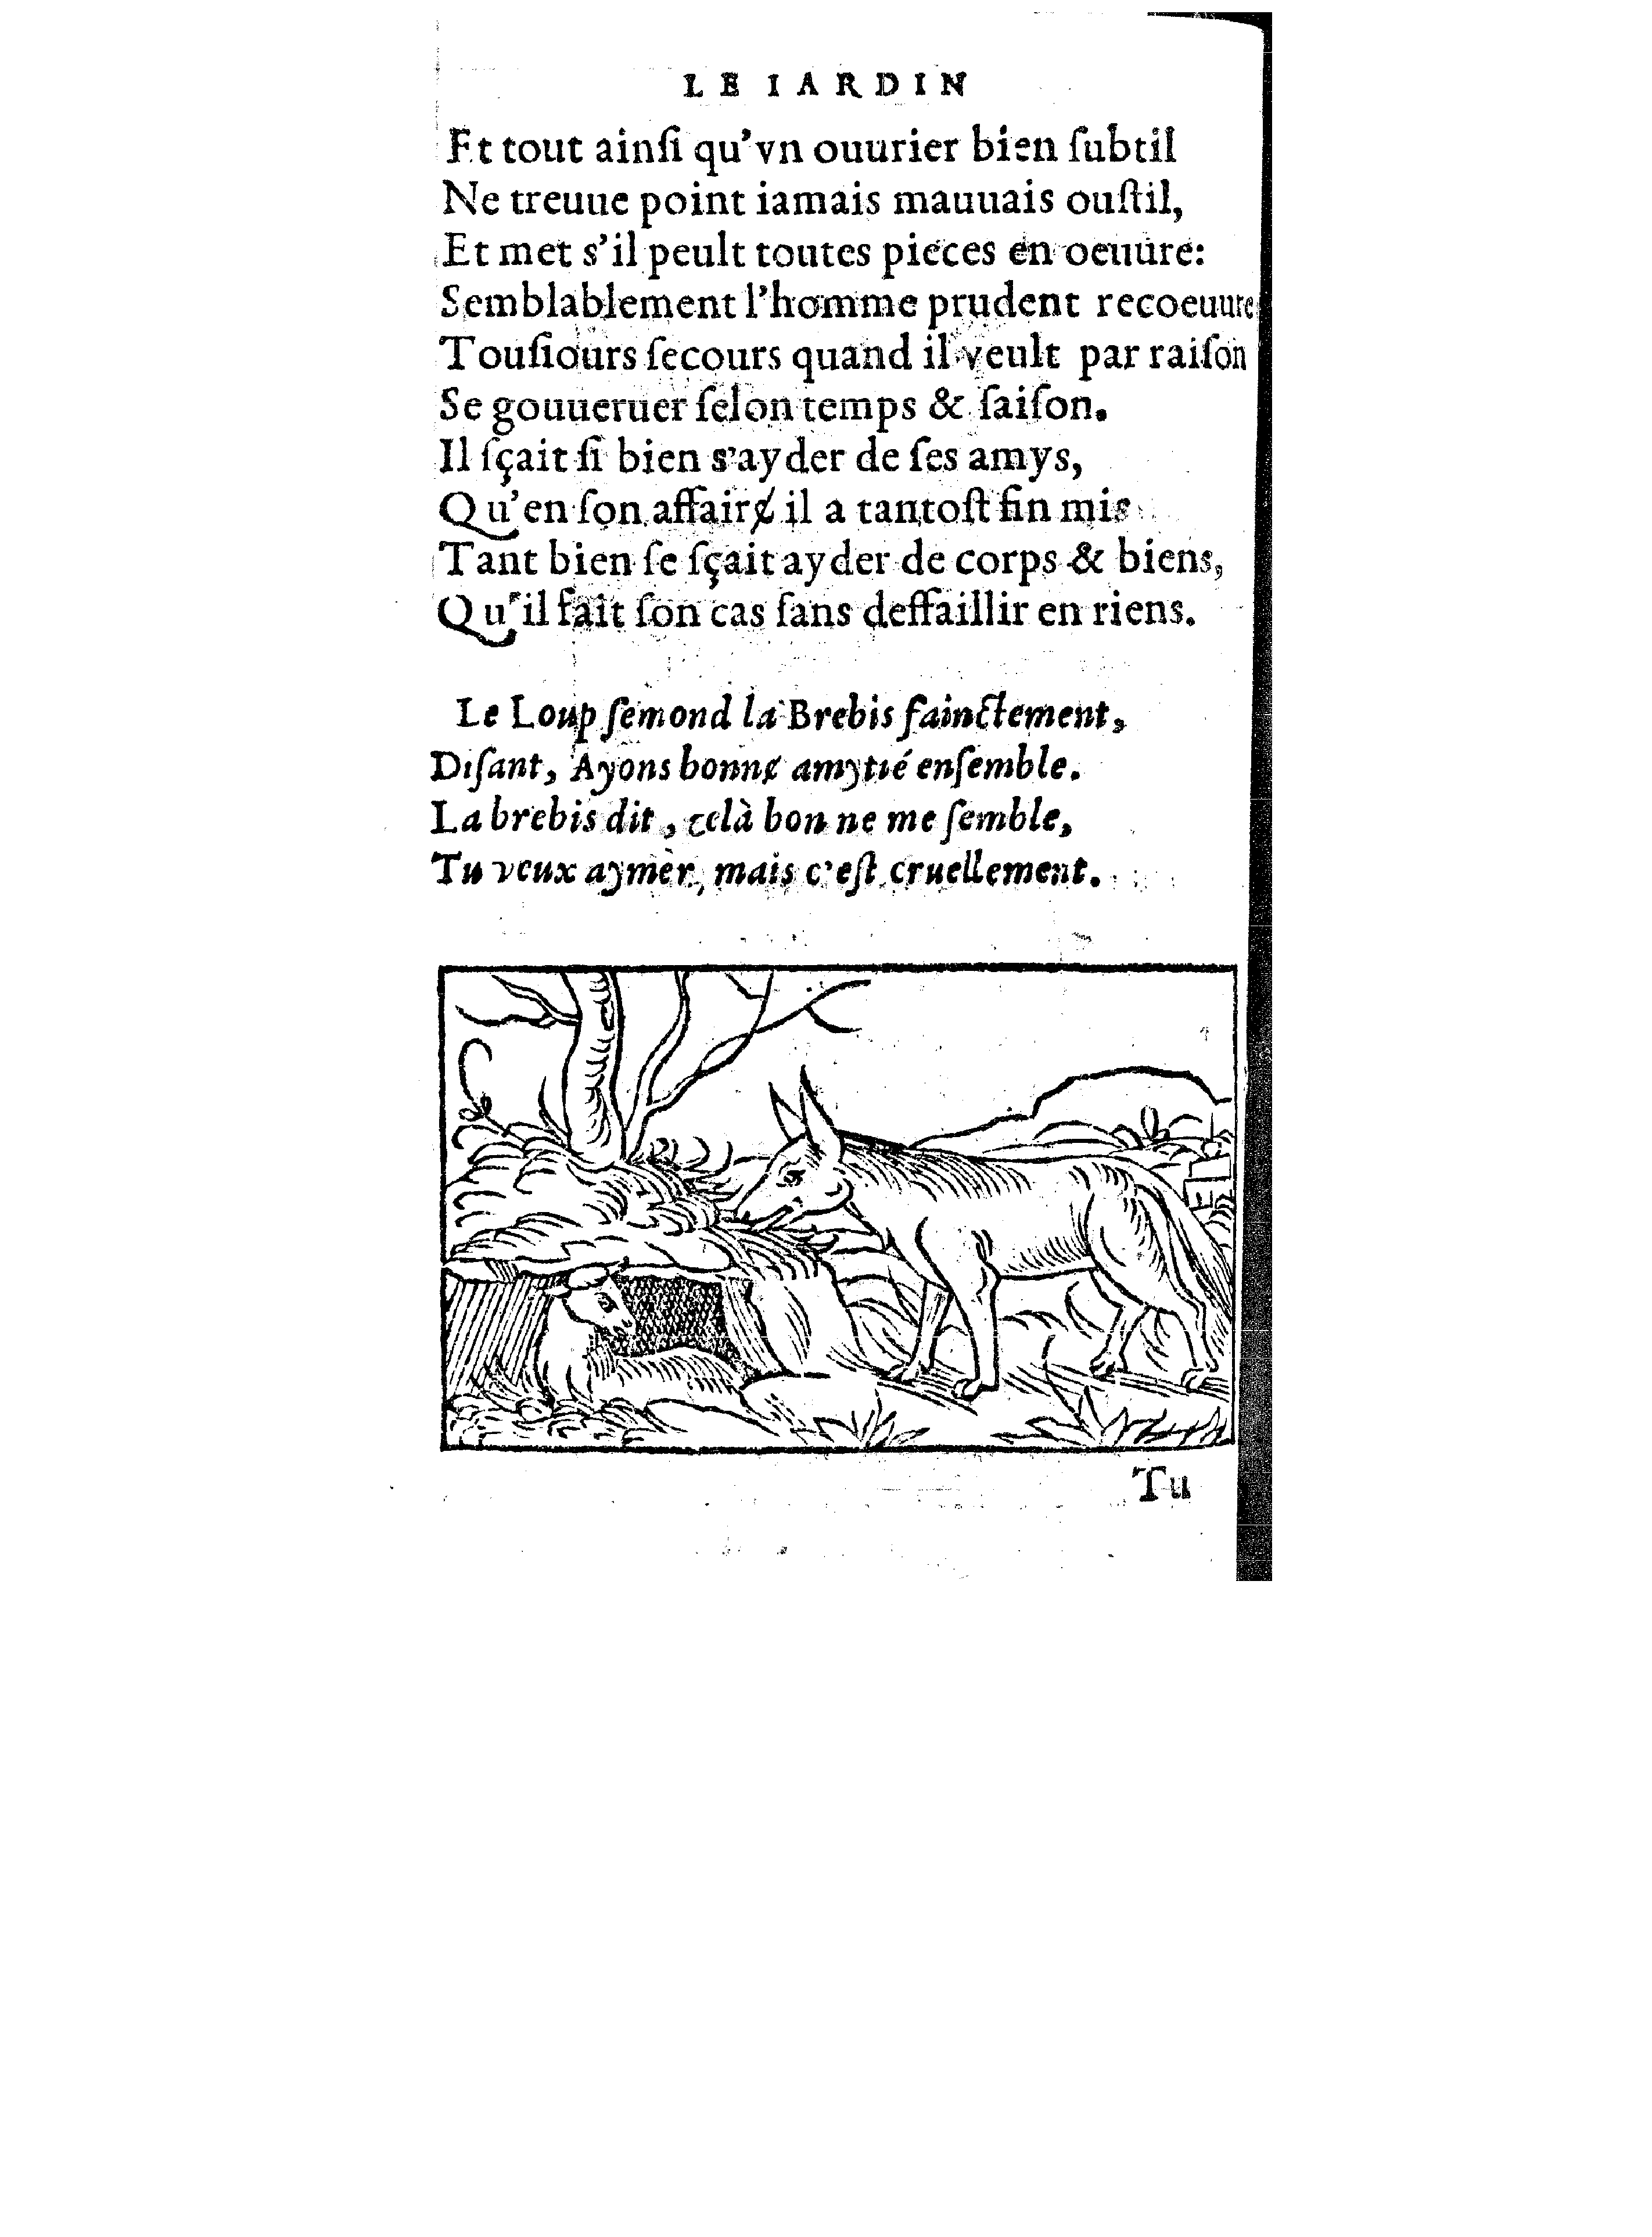 LE IARDIN
Et tout ainſi qu'vn ouurier bien ſubtil
Ne treuue point iamais mauuais ouſtil,
Et met s'il peult toutes pieces en oeuure:
Semblablement l'homme prudent recoeuure
Touſiours ſecours quand il veult par raiſon
Se gouueruer ſelon temps & ſaiſon.
Il ſçait ſi bien s'ayder de ſes amys,
Qu'en ſon affairɇ il a tantoſt fin mis
Tant bien ſe ſçait ayder de corps & biens,
Qu'il fait ſon cas ſans deffaillir en riens.
Le Loup ſemond la Brebis fainctement,
Diſant, Ayons bonnɇ amytié enſemble.
La brebis dit, celà bon ne me ſemble,
Tu veux aymer, mais c'eſt cruellement.
Tu